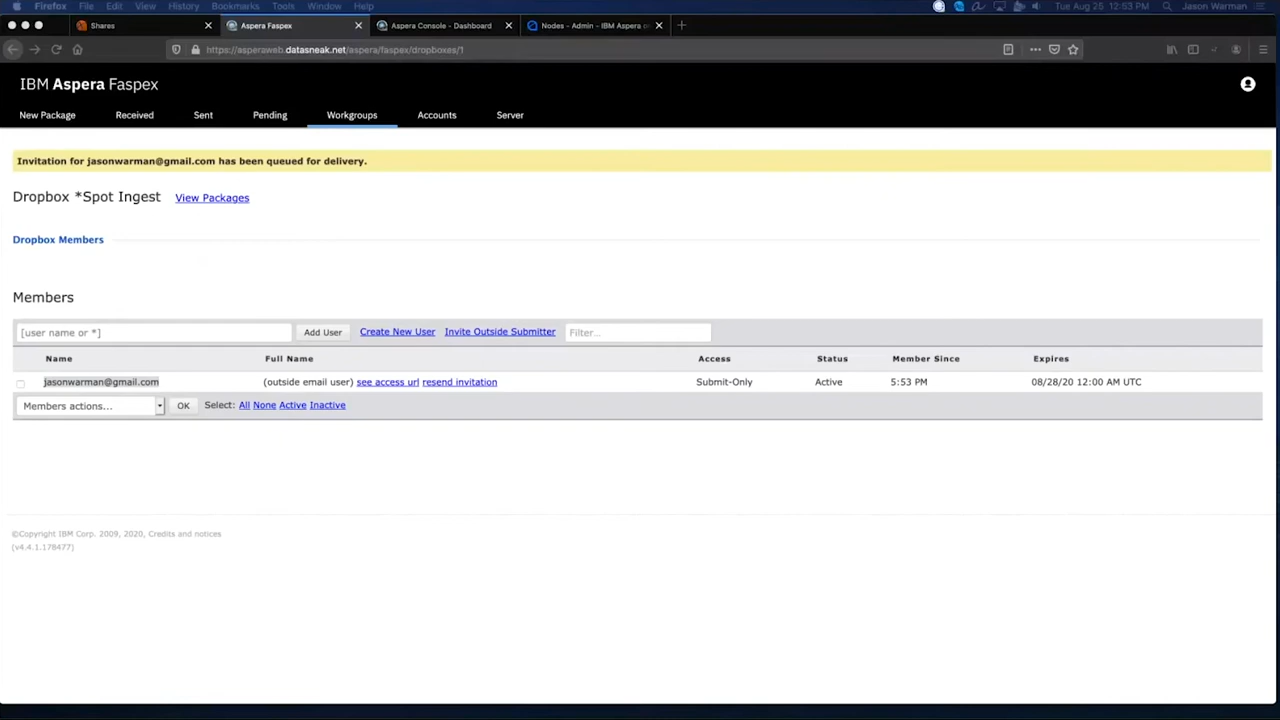 Firefox File Edit View History Bookmarks Tools Window Help Tue Aug 25 12:53 PM Jason Warman
Shares Aspera Faspex Aspera Console - Dashboard Nodes - Admin - IBM Aspera
https://asperaweb.datasneak.net/aspera/faspex/dropboxes/1
IBM Aspera Faspex
New Package Received Sent Pending Workgroups Accounts Server
Invitation for jasonwarman@gmail.com has been queued for delivery.
Dropbox *Spot Ingest View Packages
Dropbox Members
Members
[user name or *] Add User Create New User Invite Outside Submitter Filter...
Name Full Name Access Status Member Since Expires
jasonwarman@gmail.com (outside email user) see access url resend invitation Submit-Only Active 5:53 PM 08/28/20 12:00 AM UTC
Members actions... OK Select: All None Active Inactive
©Copyright IBM Corp. 2009, 2020, Credits and notices
(v4.4.1.178477)